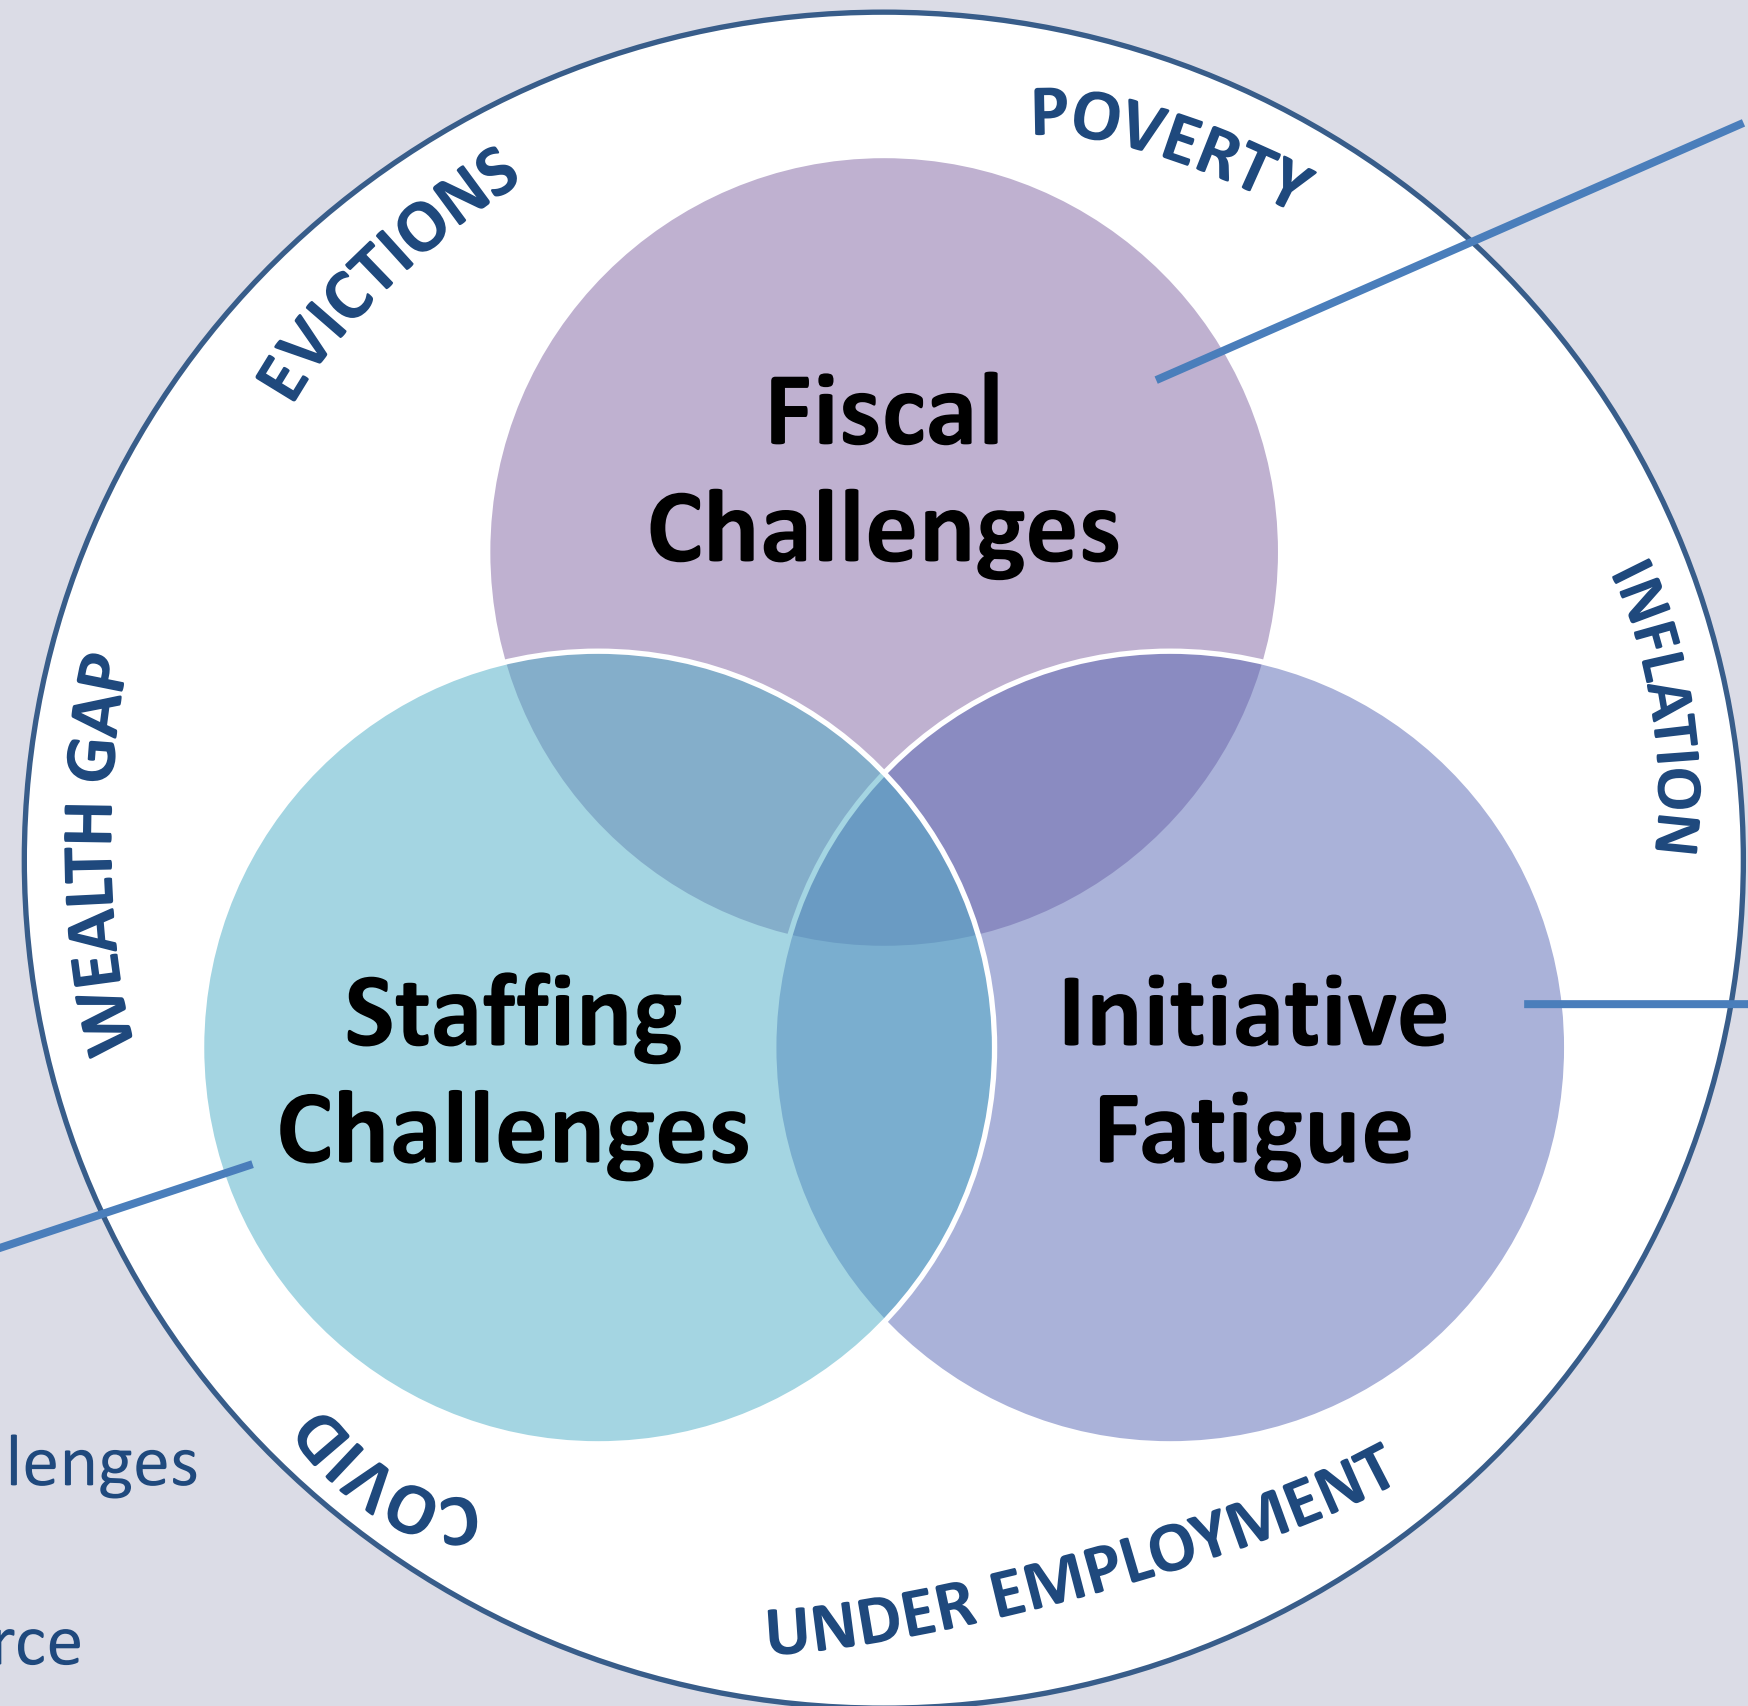 POVERTY
EVICTIONS
Fiscal
Challenges
INFLATION
WEALTH GAP
Staffing
Challenges
Initiative
Fatigue
COVID
lenges
UNDER EMPLOYMENT
rce